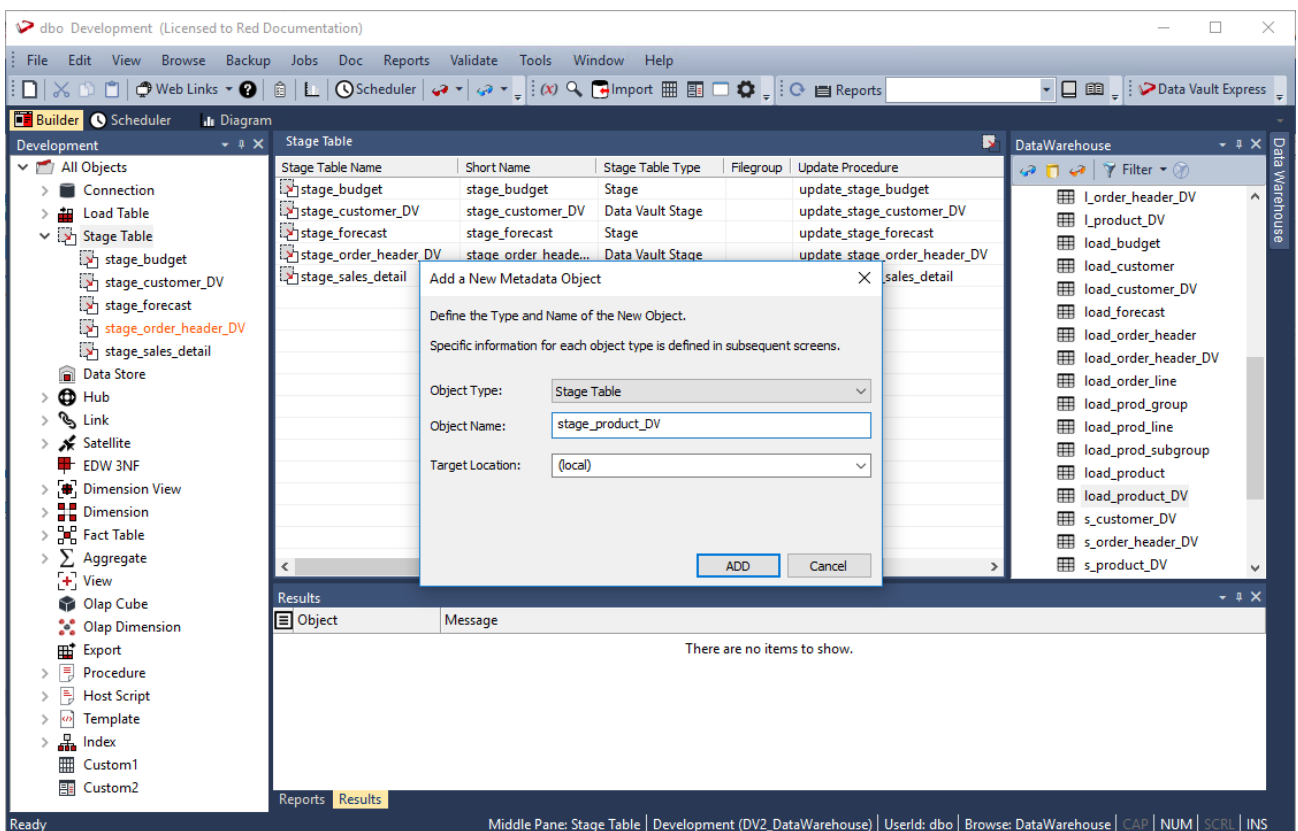 dbo Development (Licensed to Red Documentation)
File Edit View Browse Backup Jobs Doc Reports Validate Tools Window Help
Web Links Scheduler (x) Import Reports Data Vault Express
Builder Scheduler Diagram
Development
All Objects
Connection
Load Table
Stage Table
stage_budget
stage_customer_DV
stage_forecast
stage_order_header_DV
stage_sales_detail
Data Store
Hub
Link
Satellite
EDW 3NF
Dimension View
Dimension
Fact Table
Aggregate
View
Olap Cube
Olap Dimension
Export
Procedure
Host Script
Template
Index
Custom1
Custom2
Stage Table
Stage Table Name Short Name Stage Table Type Filegroup Update Procedure
stage_budget stage_budget Stage update_stage_budget
stage_customer_DV stage_customer_DV Data Vault Stage update_stage_customer_DV
stage_forecast stage_forecast Stage update_stage_forecast
stage_order_header_DV stage_order_heade... Data Vault Stage update_stage_order_header_DV
stage_sales_detail _sales_detail
Add a New Metadata Object
Define the Type and Name of the New Object.
Specific information for each object type is defined in subsequent screens.
Object Type: Stage Table
Object Name: stage_product_DV
Target Location: (local)
ADD Cancel
Results
Object Message
There are no items to show.
Reports Results
DataWarehouse
Filter
l_order_header_DV
l_product_DV
load_budget
load_customer
load_customer_DV
load_forecast
load_order_header
load_order_header_DV
load_order_line
load_prod_group
load_prod_line
load_prod_subgroup
load_product
load_product_DV
s_customer_DV
s_order_header_DV
s_product_DV
Data Warehouse
Ready Middle Pane: Stage Table Development (DV2_DataWarehouse) UserId: dbo Browse: DataWarehouse CAP NUM SCRL INS